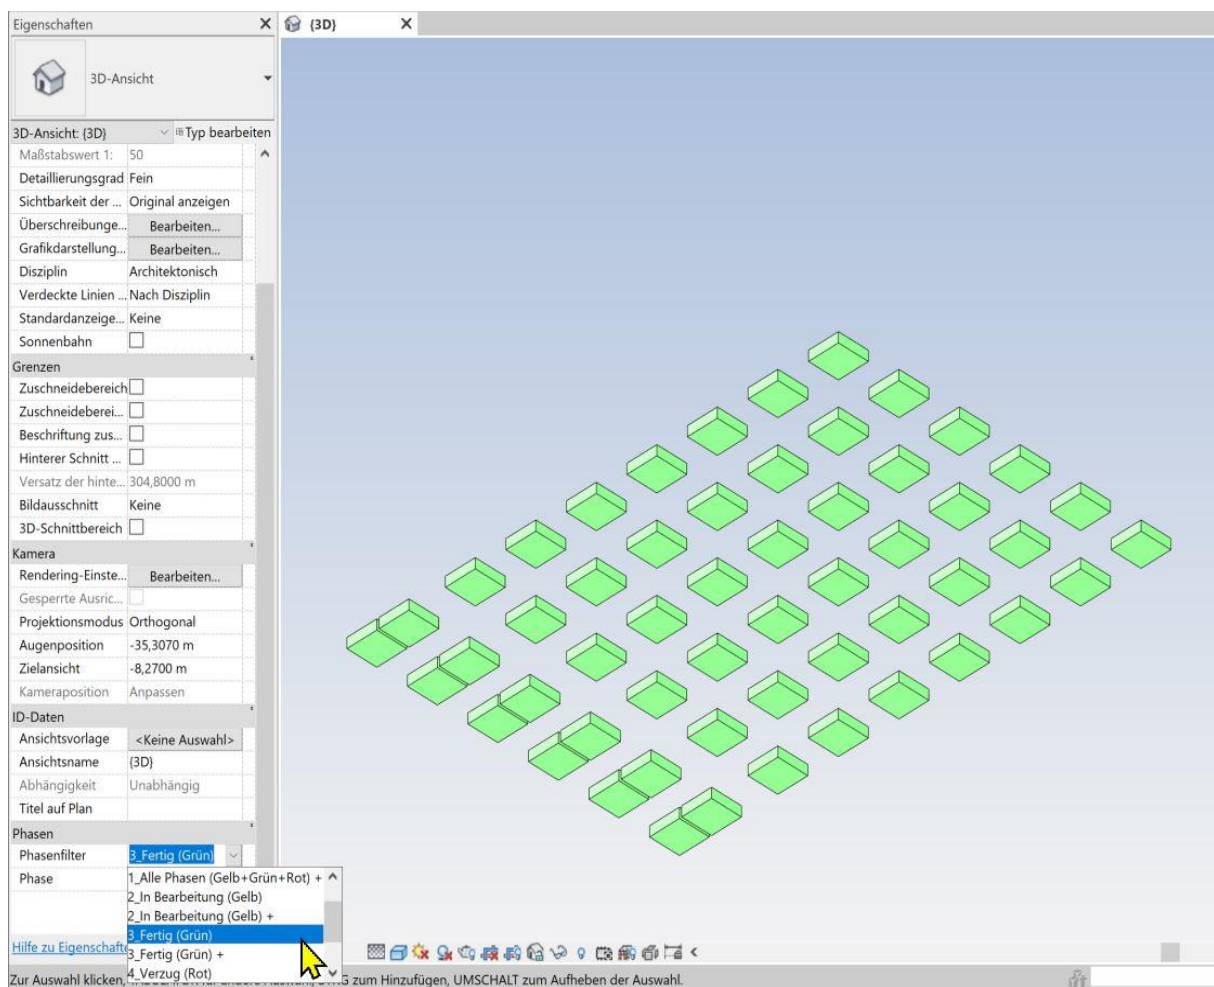 Eigenschaften
{3D}
3D-Ansicht
3D-Ansicht: {3D}
Typ bearbeiten
Maßstabswert 1: 50
Detaillierungsgrad Fein
Sichtbarkeit der ... Original anzeigen
Überschreibunge... Bearbeiten...
Grafikdarstellung... Bearbeiten...
Disziplin Architektonisch
Verdeckte Linien ... Nach Disziplin
Standardanzeige... Keine
Sonnenbahn
Grenzen
Zuschneidebereich
Zuschneideberei...
Beschriftung zus...
Hinterer Schnitt ...
Versatz der hinte... 304,8000 m
Bildausschnitt Keine
3D-Schnittbereich
Kamera
Rendering-Einste... Bearbeiten...
Gesperrte Ausric...
Projektionsmodus Orthogonal
Augenposition -35,3070 m
Zielansicht -8,2700 m
Kameraposition Anpassen
ID-Daten
Ansichtsvorlage <Keine Auswahl>
Ansichtsname {3D}
Abhängigkeit Unabhängig
Titel auf Plan
Phasen
Phasenfilter 3_Fertig (Grün)
Phase
1_Alle Phasen (Gelb+Grün+Rot) +
2_In Bearbeitung (Gelb)
2_In Bearbeitung (Gelb) +
3_Fertig (Grün)
3_Fertig (Grün) +
4_Verzug (Rot)
Hilfe zu Eigenschafte
Zur Auswahl klicken, zum Hinzufügen, UMSCHALT zum Aufheben der Auswahl.